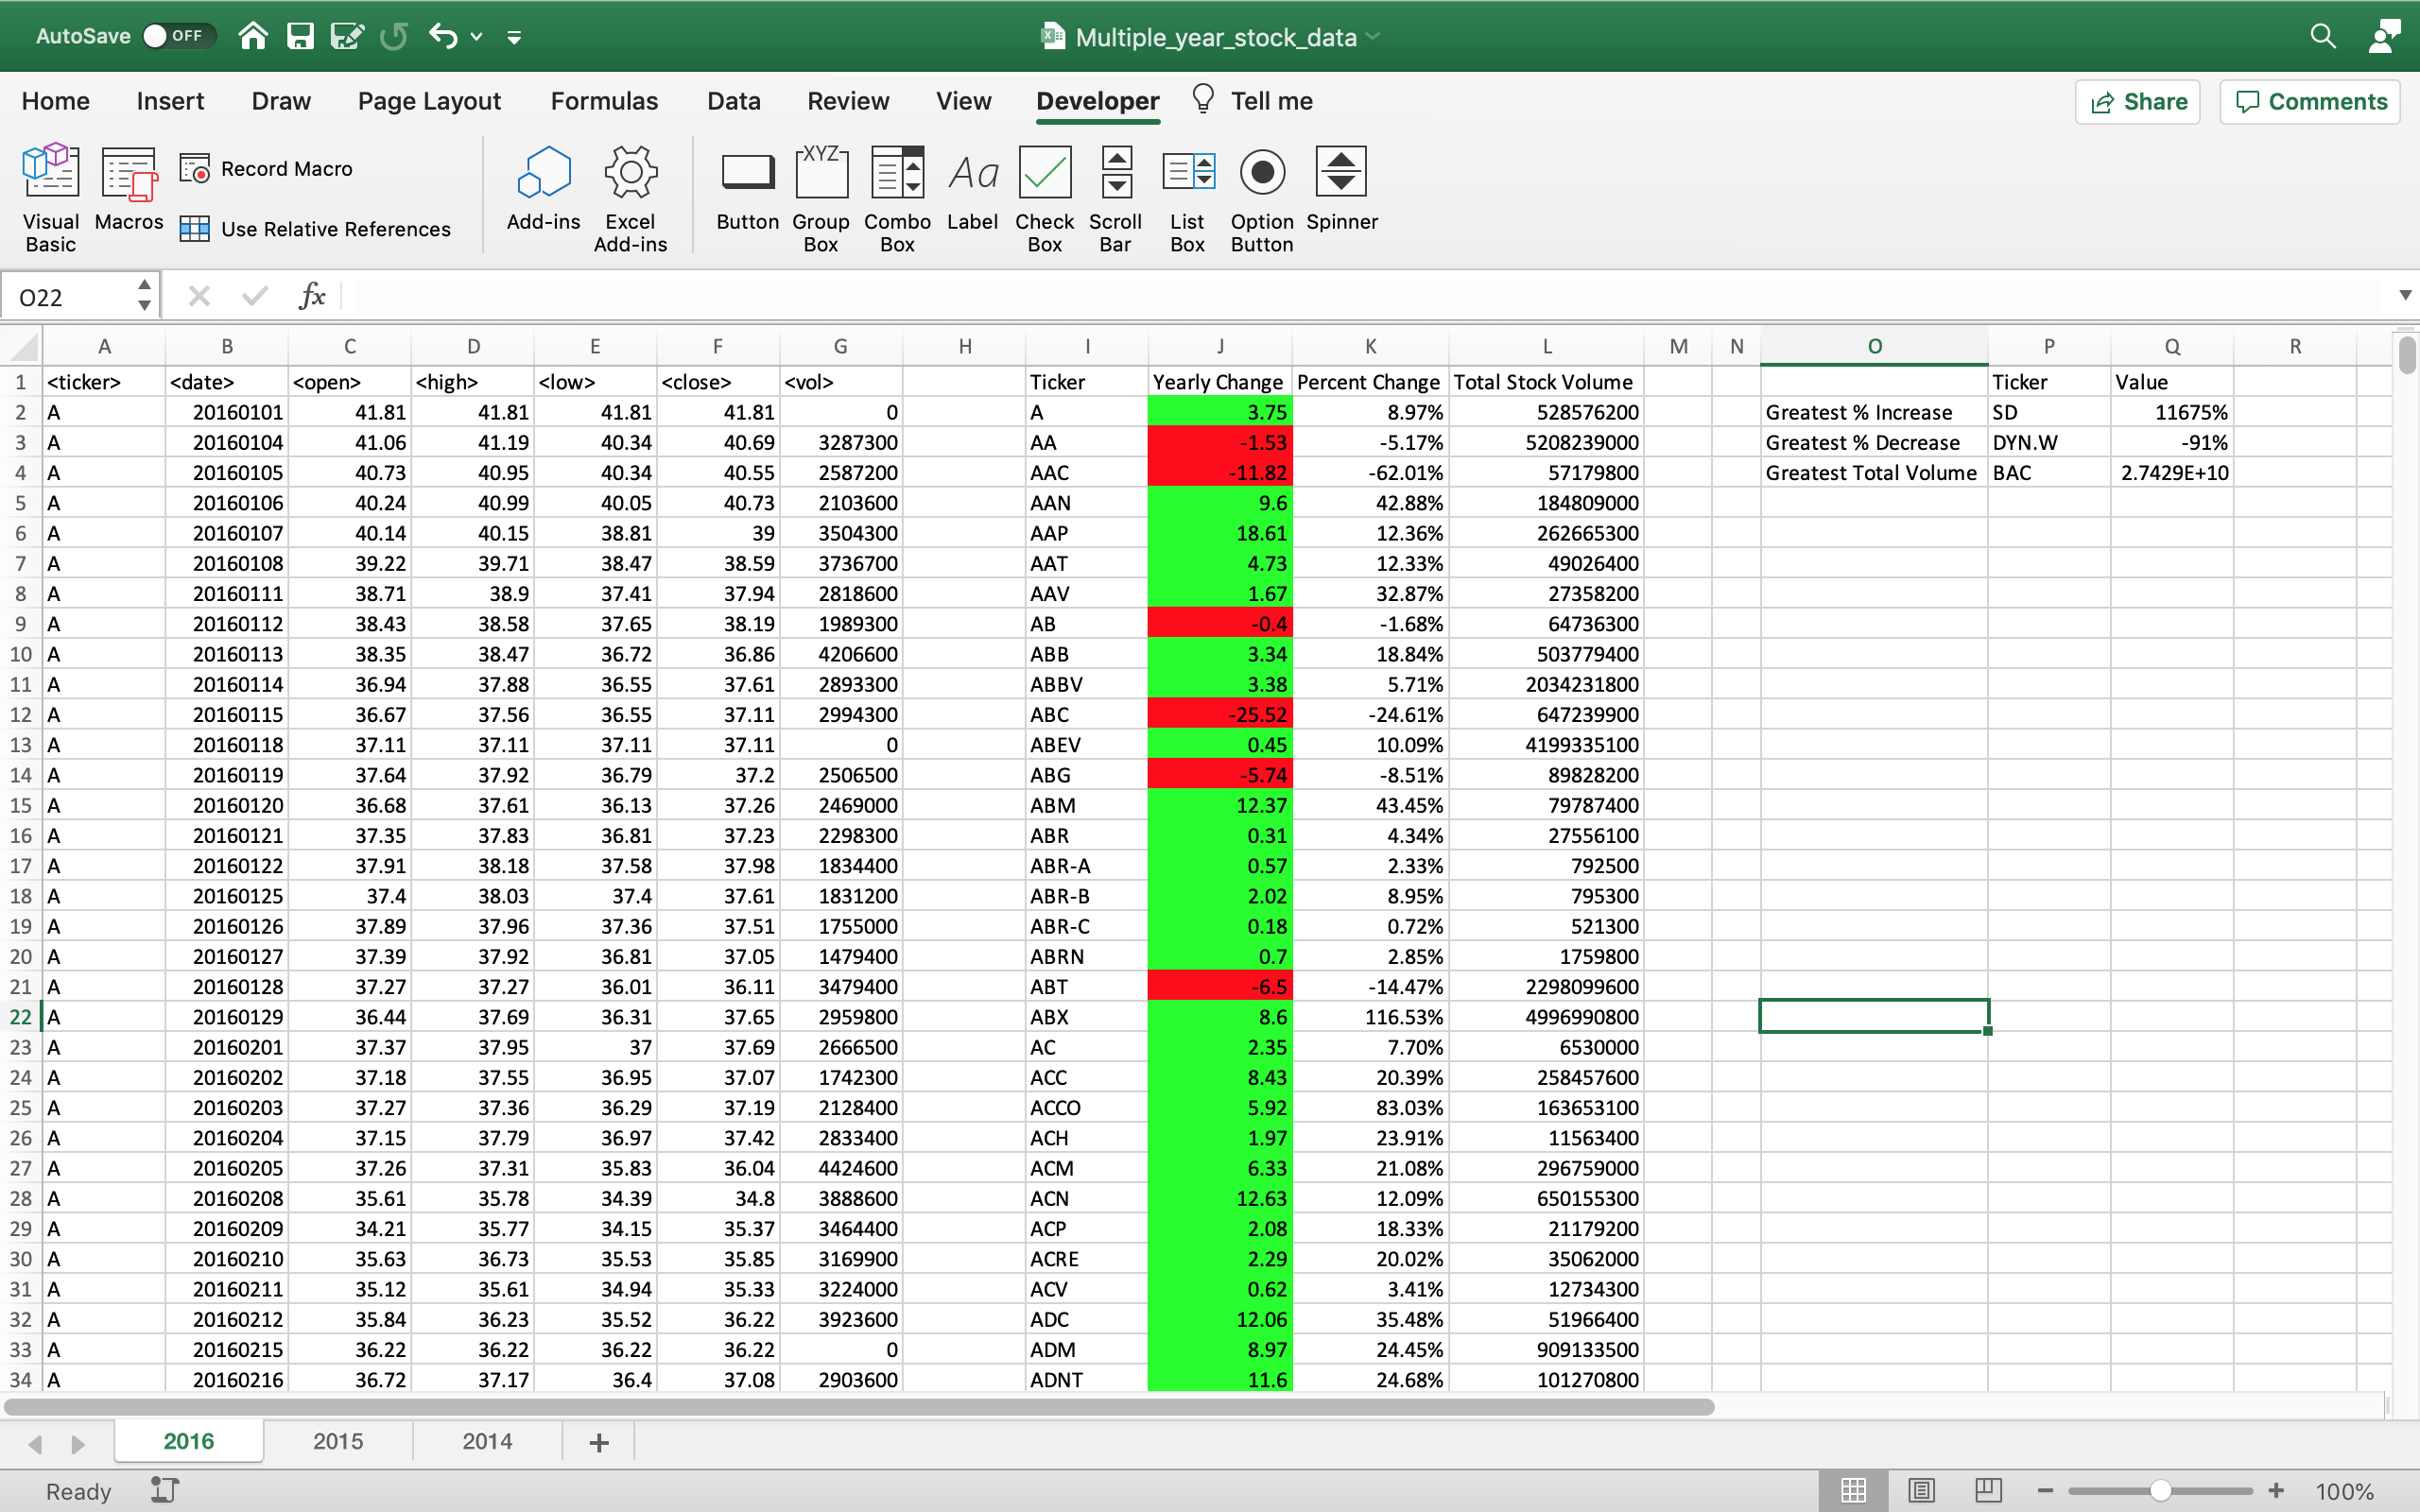 AutoSave OFF Multiple_year_stock_data
Home Insert Draw Page Layout Formulas Data Review View Developer Tell me Share Comments
Visual Basic Macros Record Macro Use Relative References Add-ins Excel Add-ins Button Group Box XYZ Combo Box Aa Label Check Box Scroll Bar List Box Option Button Spinner
O22 fx
A B C D E F G H I J K L M N O P Q R
1 <ticker> <date> <open> <high> <low> <close> <vol> Ticker Yearly Change Percent Change Total Stock Volume Ticker Value
2 A 20160101 41.81 41.81 41.81 41.81 0 A 3.75 8.97% 528576200 Greatest % Increase SD 11675%
3 A 20160104 41.06 41.19 40.34 40.69 3287300 AA -1.53 -5.17% 5208239000 Greatest % Decrease DYN.W -91%
4 A 20160105 40.73 40.95 40.34 40.55 2587200 AAC -11.82 -62.01% 57179800 Greatest Total Volume BAC 2.7429E+10
5 A 20160106 40.24 40.99 40.05 40.73 2103600 AAN 9.6 42.88% 184809000
6 A 20160107 40.14 40.15 38.81 39 3504300 AAP 18.61 12.36% 262665300
7 A 20160108 39.22 39.71 38.47 38.59 3736700 AAT 4.73 12.33% 49026400
8 A 20160111 38.71 38.9 37.41 37.94 2818600 AAV 1.67 32.87% 27358200
9 A 20160112 38.43 38.58 37.65 38.19 1989300 AB -0.4 -1.68% 64736300
10 A 20160113 38.35 38.47 36.72 36.86 4206600 ABB 3.34 18.84% 503779400
11 A 20160114 36.94 37.88 36.55 37.61 2893300 ABBV 3.38 5.71% 2034231800
12 A 20160115 36.67 37.56 36.55 37.11 2994300 ABC -25.52 -24.61% 647239900
13 A 20160118 37.11 37.11 37.11 37.11 0 ABEV 0.45 10.09% 4199335100
14 A 20160119 37.64 37.92 36.79 37.2 2506500 ABG -5.74 -8.51% 89828200
15 A 20160120 36.68 37.61 36.13 37.26 2469000 ABM 12.37 43.45% 79787400
16 A 20160121 37.35 37.83 36.81 37.23 2298300 ABR 0.31 4.34% 27556100
17 A 20160122 37.91 38.18 37.58 37.98 1834400 ABR-A 0.57 2.33% 792500
18 A 20160125 37.4 38.03 37.4 37.61 1831200 ABR-B 2.02 8.95% 795300
19 A 20160126 37.89 37.96 37.36 37.51 1755000 ABR-C 0.18 0.72% 521300
20 A 20160127 37.39 37.92 36.81 37.05 1479400 ABRN 0.7 2.85% 1759800
21 A 20160128 37.27 37.27 36.01 36.11 3479400 ABT -6.5 -14.47% 2298099600
22 A 20160129 36.44 37.69 36.31 37.65 2959800 ABX 8.6 116.53% 4996990800
23 A 20160201 37.37 37.95 37 37.69 2666500 AC 2.35 7.70% 6530000
24 A 20160202 37.18 37.55 36.95 37.07 1742300 ACC 8.43 20.39% 258457600
25 A 20160203 37.27 37.36 36.29 37.19 2128400 ACCO 5.92 83.03% 163653100
26 A 20160204 37.15 37.79 36.97 37.42 2833400 ACH 1.97 23.91% 11563400
27 A 20160205 37.26 37.31 35.83 36.04 4424600 ACM 6.33 21.08% 296759000
28 A 20160208 35.61 35.78 34.39 34.8 3888600 ACN 12.63 12.09% 650155300
29 A 20160209 34.21 35.77 34.15 35.37 3464400 ACP 2.08 18.33% 21179200
30 A 20160210 35.63 36.73 35.53 35.85 3169900 ACRE 2.29 20.02% 35062000
31 A 20160211 35.12 35.61 34.94 35.33 3224000 ACV 0.62 3.41% 12734300
32 A 20160212 35.84 36.23 35.52 36.22 3923600 ADC 12.06 35.48% 51966400
33 A 20160215 36.22 36.22 36.22 36.22 0 ADM 8.97 24.45% 909133500
34 A 20160216 36.72 37.17 36.4 37.08 2903600 ADNT 11.6 24.68% 101270800
2016 2015 2014 +
Ready 100%